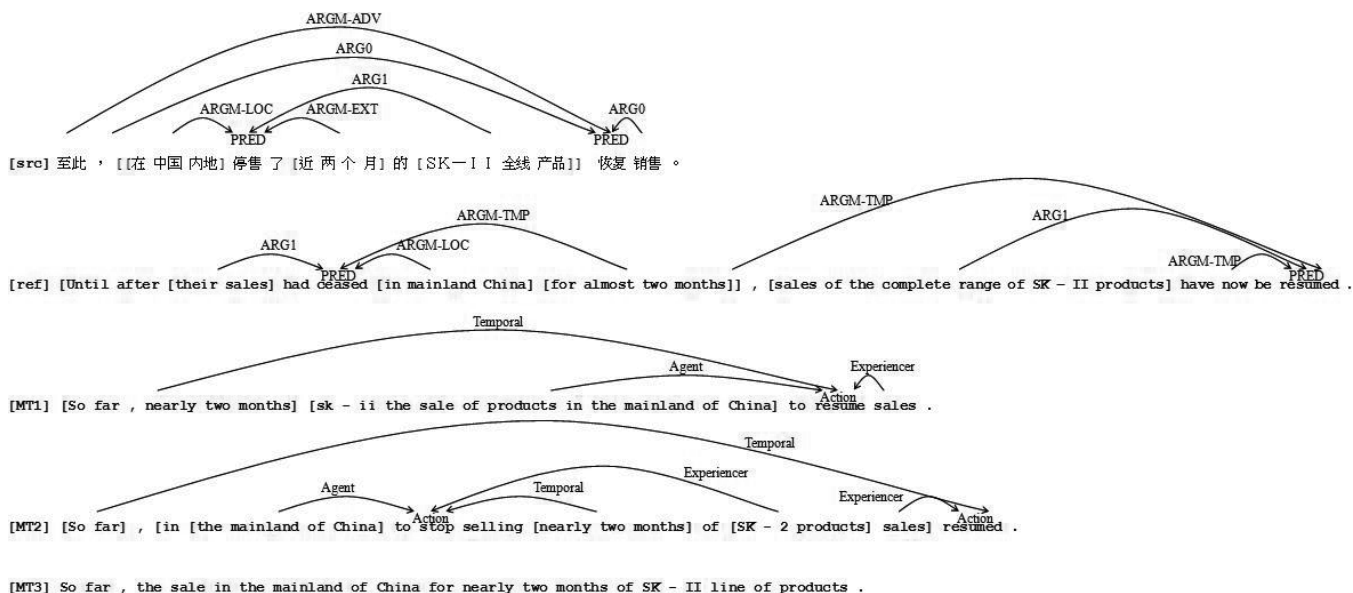 ARGM-ADV
ARG0
ARG1
ARGM-LOC ARGM-EXT ARG0
PRED PRED
[src] 至此 , [[在 中国 内地] 停售 了 [近 两 个 月] 的 [SK—II 全线 产品]] 恢复 销售 。
ARGM-TMP
ARGM-TMP ARG1
ARG1 ARGM-LOC ARGM-TMP
PRED PRED
[ref] [Until after [their sales] had ceased [in mainland China] [for almost two months]] , [sales of the complete range of SK - II products] have now be resumed .
Temporal
Agent Experiencer
Action
[MT1] [So far , nearly two months] [sk - ii the sale of products in the mainland of China] to resume sales .
Temporal
Experiencer
Agent Temporal Experiencer
Action Action
[MT2] [So far] , [in [the mainland of China] to stop selling [nearly two months] of [SK - 2 products] sales] resumed .
[MT3] So far , the sale in the mainland of China for nearly two months of SK - II line of products .